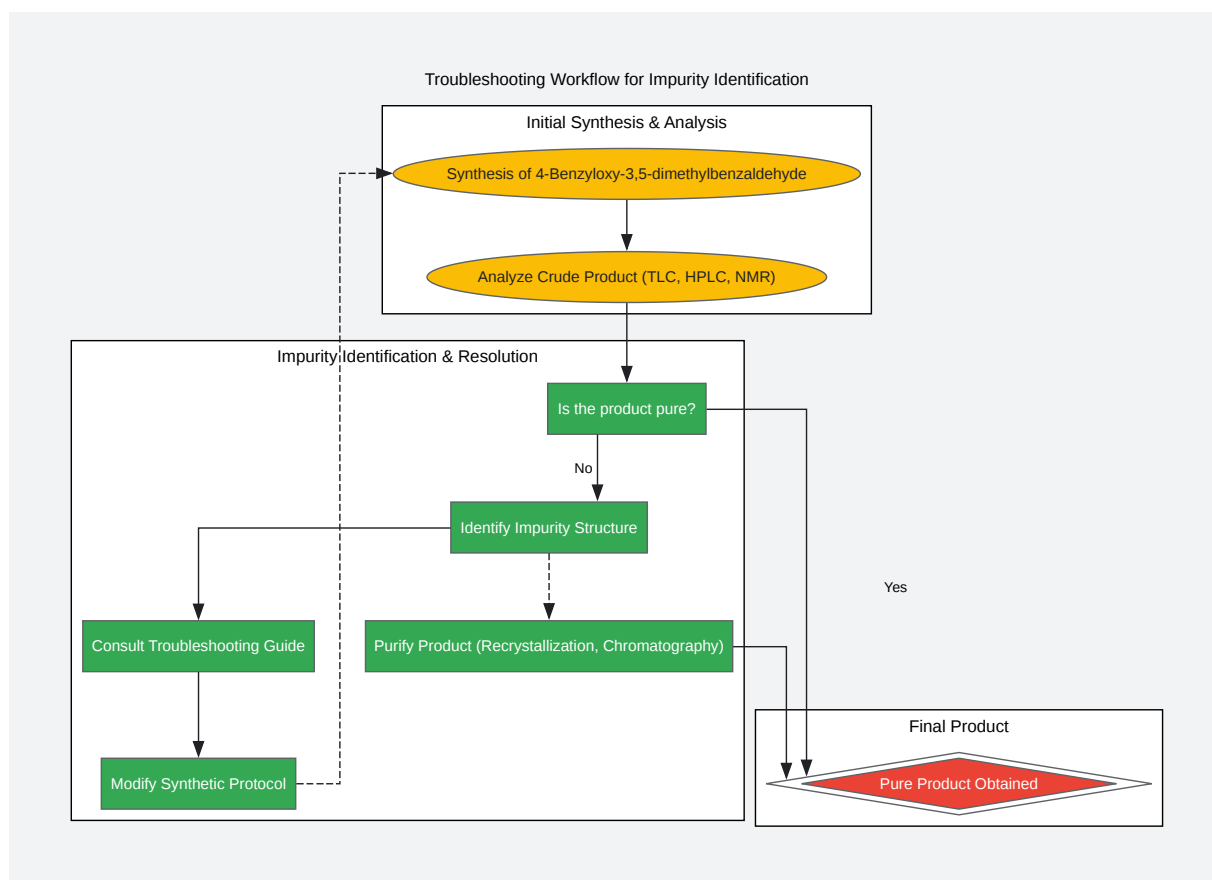 Troubleshooting Workflow for Impurity Identification
Initial Synthesis & Analysis
Synthesis of 4-Benzyloxy-3,5-dimethylbenzaldehyde
Analyze Crude Product (TLC, HPLC, NMR)
Impurity Identification & Resolution
Is the product pure?
No
Identify Impurity Structure
Yes
Consult Troubleshooting Guide
Purify Product (Recrystallization, Chromatography)
Final Product
Modify Synthetic Protocol
Pure Product Obtained